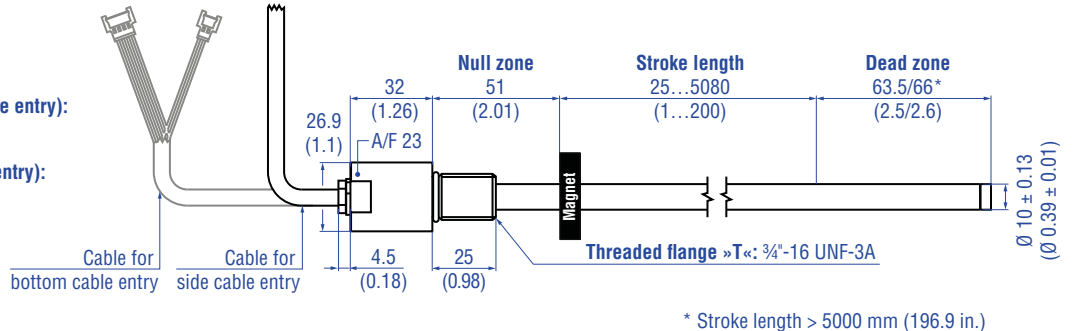 Null zone
Stroke length
Dead zone
32
51
25…5080
63.5/66*
(1.26)
(2.01)
(1…200)
(2.5/2.6)
e entry):
26.9
(1.1)
A/F 23
entry):
Magnet
Ø 10 ± 0.13
(Ø 0.39 ± 0.01)
Threaded flange »T«: ¾"-16 UNF-3A
Cable for
bottom cable entry
Cable for
side cable entry
4.5
(0.18)
25
(0.98)
* Stroke length > 5000 mm (196.9 in.)